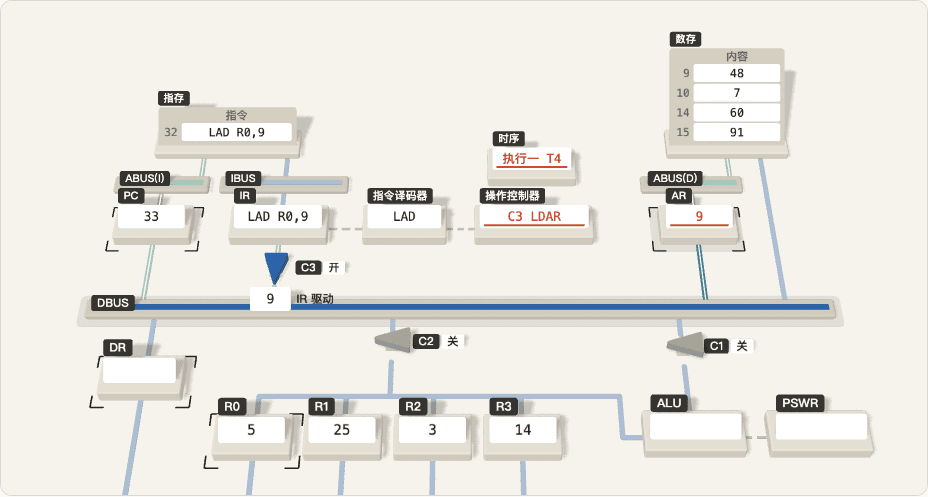 数存
内容
9 48
10 7
14 60
15 91
指存
指令
32 LAD R0,9
时序
执行一 T4
ABUS(I)
IBUS
ABUS(D)
PC
33
IR
LAD R0,9
指令译码器
LAD
操作控制器
C3 LDAR
AR
9
C3 开
DBUS
9 IR 驱动
C2 关
C1 关
DR
R0
5
R1
25
R2
3
R3
14
ALU
PSWR